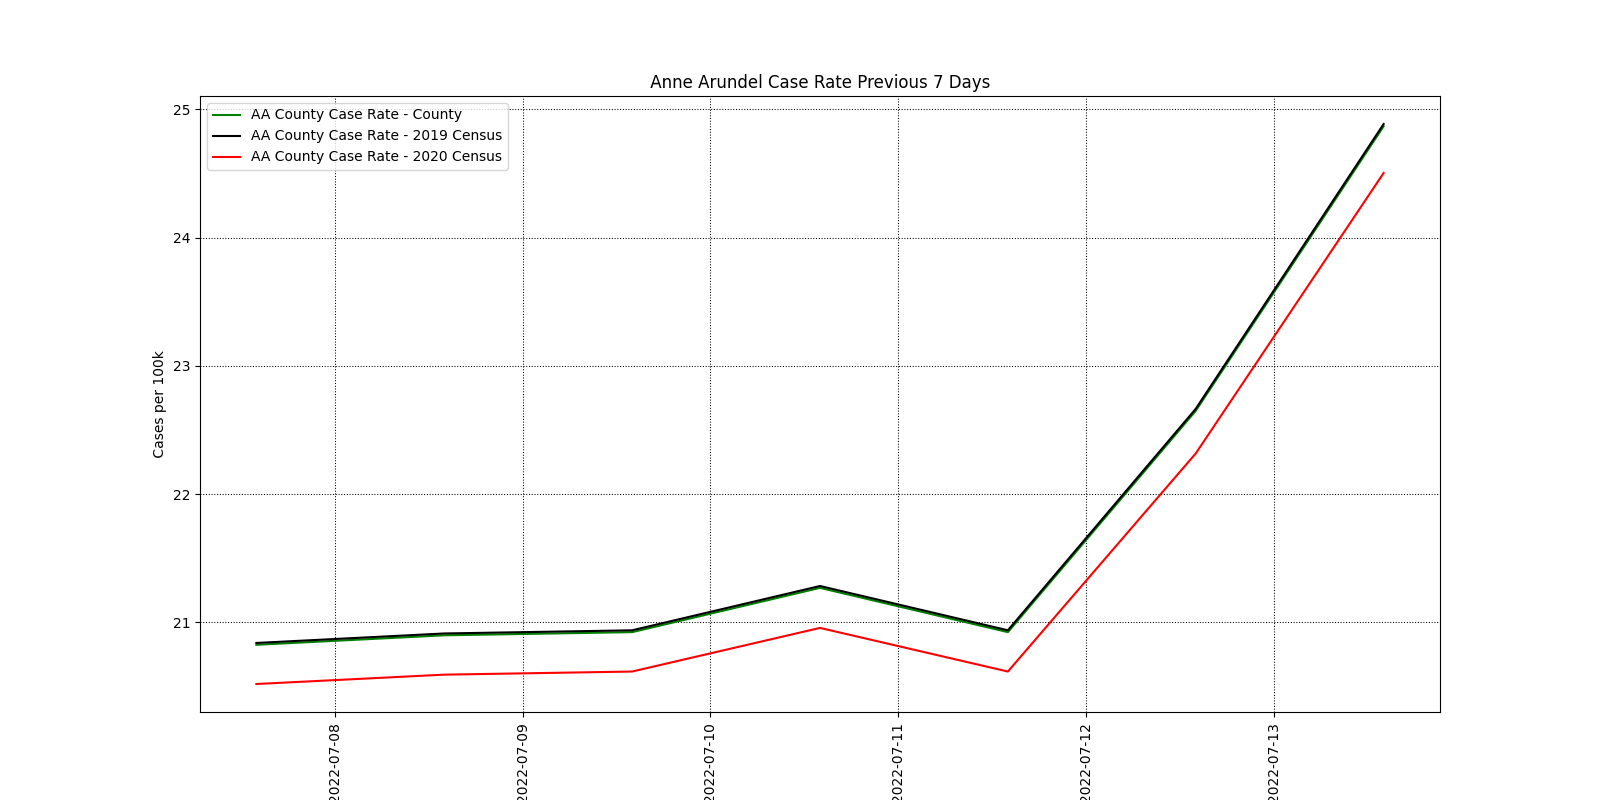 Anne Arundel Case Rate Previous 7 Days
AA County Case Rate - County
AA County Case Rate - 2019 Census
AA County Case Rate - 2020 Census
Cases per 100k
25
24
23
22
21
2022-07-08
2022-07-09
2022-07-10
2022-07-11
2022-07-12
2022-07-13